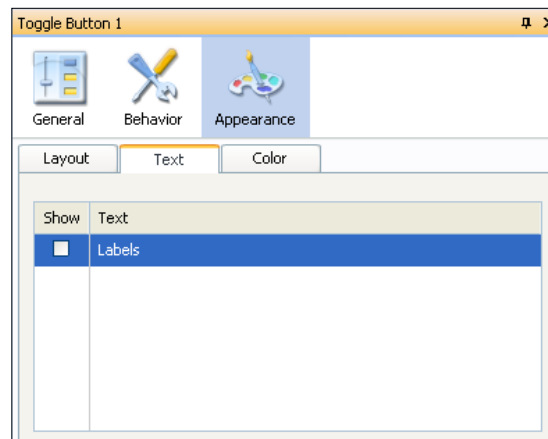 Toggle Button 1
General Behavior Appearance
Layout Text Color
Show Text
Labels